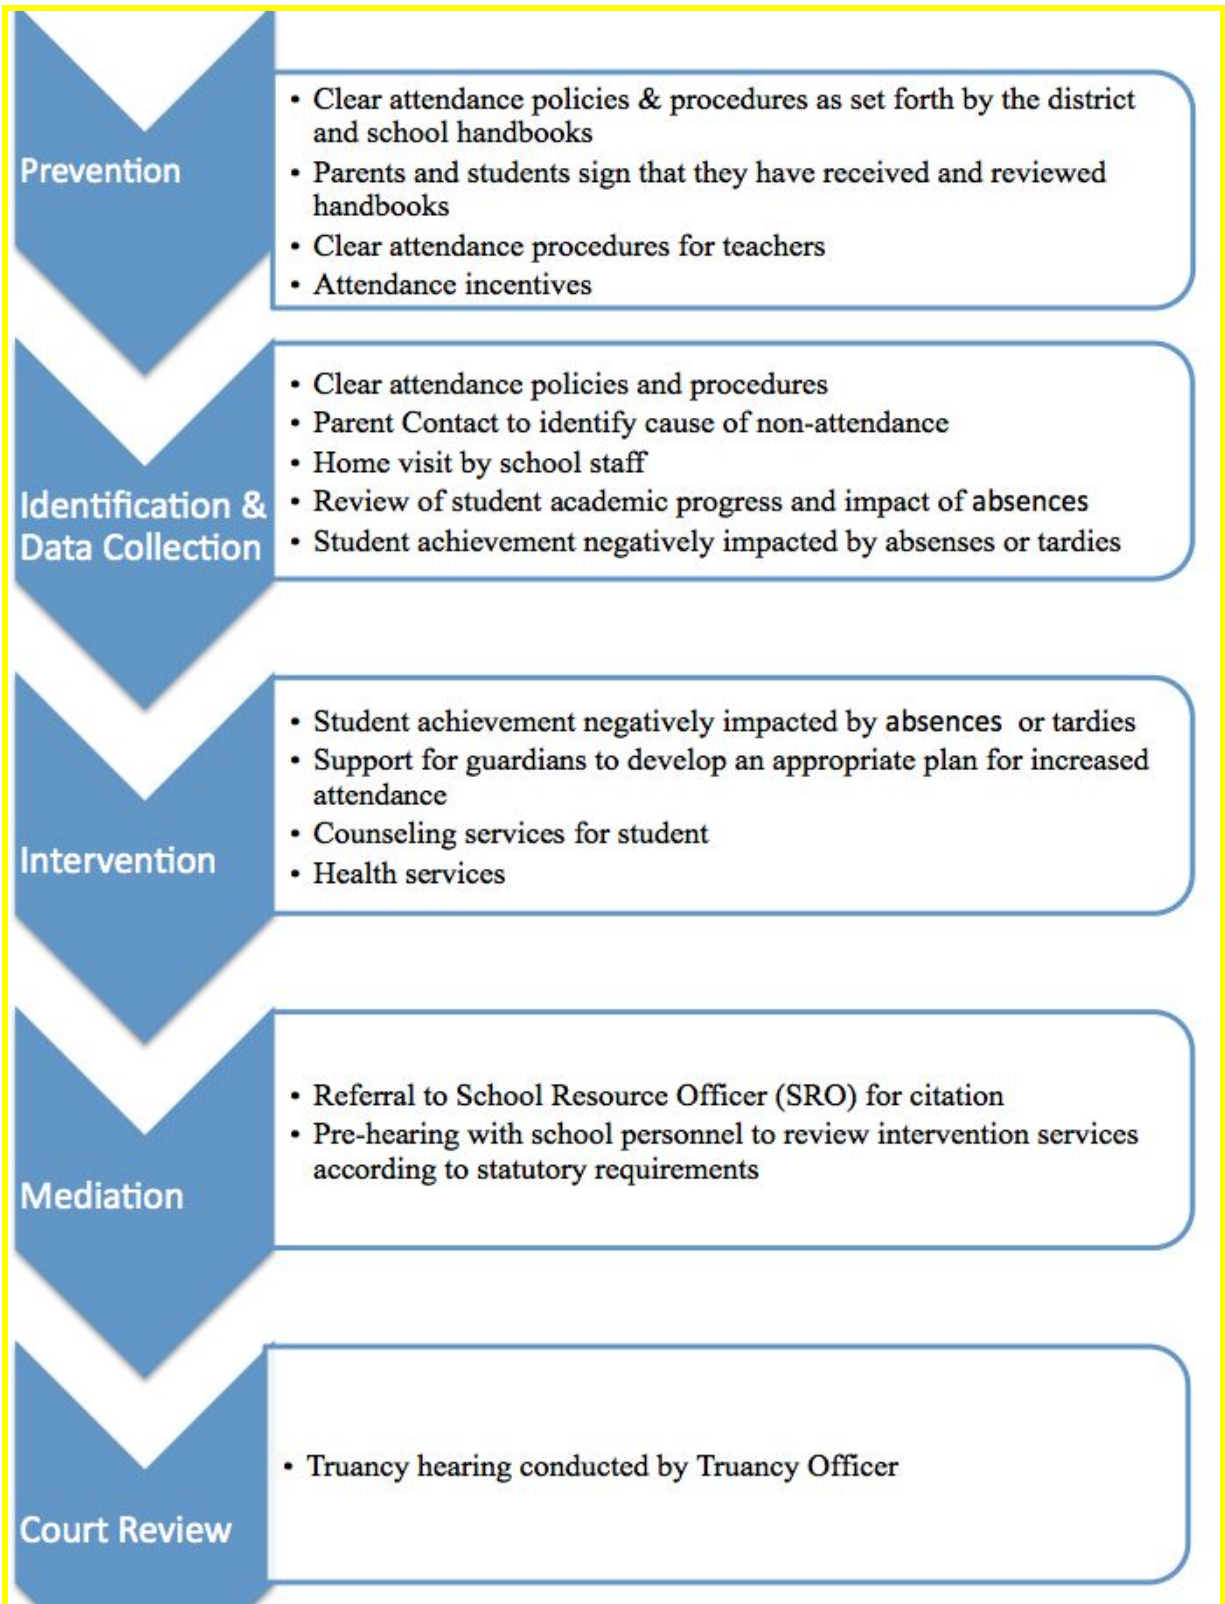 Prevention
• Clear attendance policies & procedures as set forth by the district
and school handbooks
• Parents and students sign that they have received and reviewed
handbooks
• Clear attendance procedures for teachers
• Attendance incentives
Identification &
Data Collection
• Clear attendance policies and procedures
• Parent Contact to identify cause of non-attendance
• Home visit by school staff
• Review of student academic progress and impact of absences
• Student achievement negatively impacted by absenses or tardies
Intervention
• Student achievement negatively impacted by absences or tardies
• Support for guardians to develop an appropriate plan for increased
attendance
• Counseling services for student
• Health services
Mediation
• Referral to School Resource Officer (SRO) for citation
• Pre-hearing with school personnel to review intervention services
according to statutory requirements
Court Review
• Truancy hearing conducted by Truancy Officer